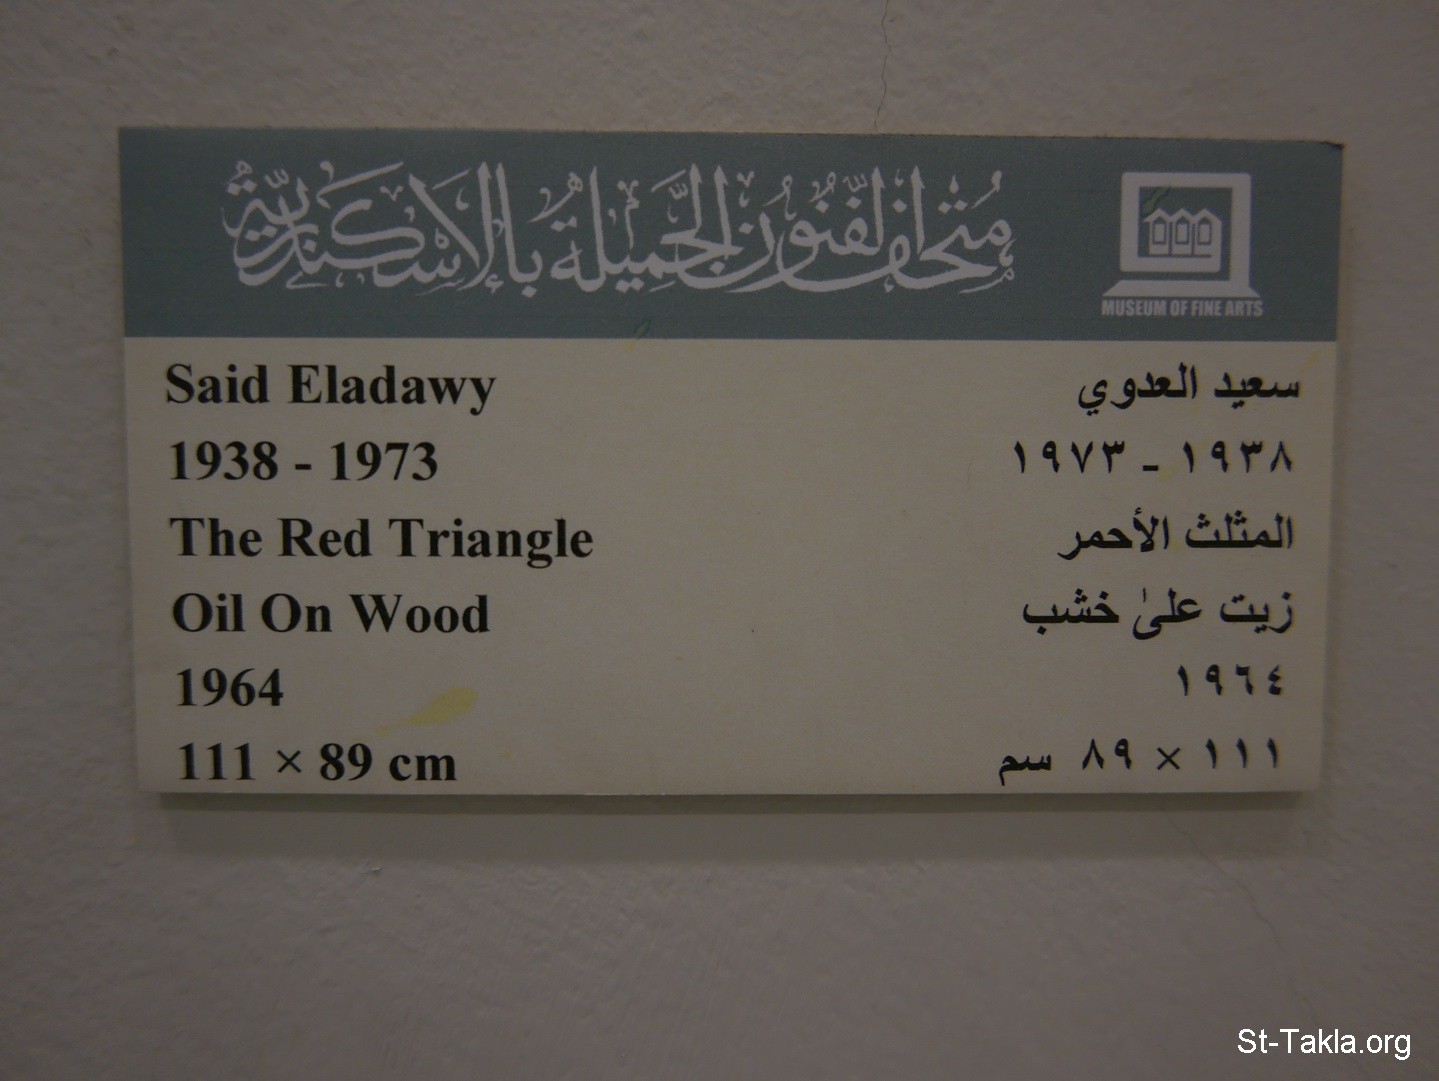 متحف الفنون الجميلة بالإسكندرية
MUSEUM OF FINE ARTS
Said Eladawy
سعيد العدوي
1938 - 1973
١٩٣٨ - ١٩٧٣
The Red Triangle
المثلث الأحمر
Oil On Wood
زيت على خشب
1964
١٩٦٤
111 × 89 cm
١١١ × ٨٩ سم
St-Takla.org